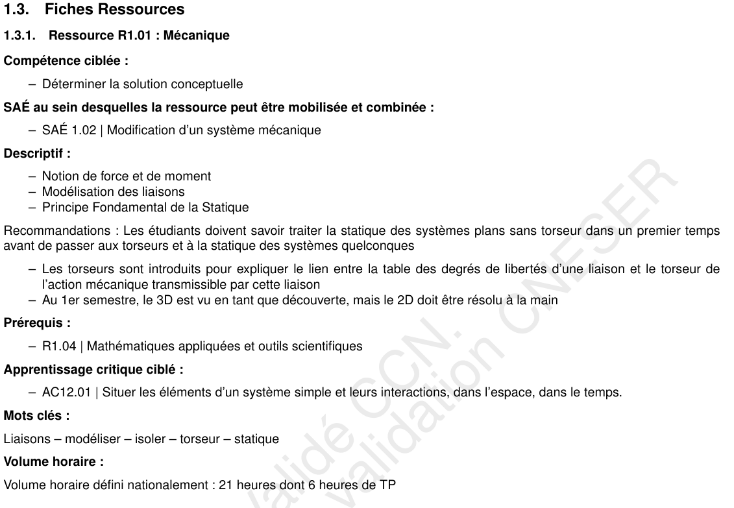 1.3. Fiches Ressources
1.3.1. Ressource R1.01 : Mécanique
Compétence ciblée :
– Déterminer la solution conceptuelle
SAÉ au sein desquelles la ressource peut être mobilisée et combinée :
– SAÉ 1.02 | Modification d'un système mécanique
Descriptif :
– Notion de force et de moment
– Modélisation des liaisons
– Principe Fondamental de la Statique
Recommandations : Les étudiants doivent savoir traiter la statique des systèmes plans sans torseur dans un premier temps
avant de passer aux torseurs et à la statique des systèmes quelconques
– Les torseurs sont introduits pour expliquer le lien entre la table des degrés de libertés d'une liaison et le torseur de
l'action mécanique transmissible par cette liaison
– Au 1er semestre, le 3D est vu en tant que découverte, mais le 2D doit être résolu à la main
Prérequis :
– R1.04 | Mathématiques appliquées et outils scientifiques
Apprentissage critique ciblé :
– AC12.01 | Situer les éléments d'un système simple et leurs interactions, dans l'espace, dans le temps.
Mots clés :
Liaisons – modéliser – isoler – torseur – statique
Volume horaire :
Volume horaire défini nationalement : 21 heures dont 6 heures de TP
CCN.
validation CNESER